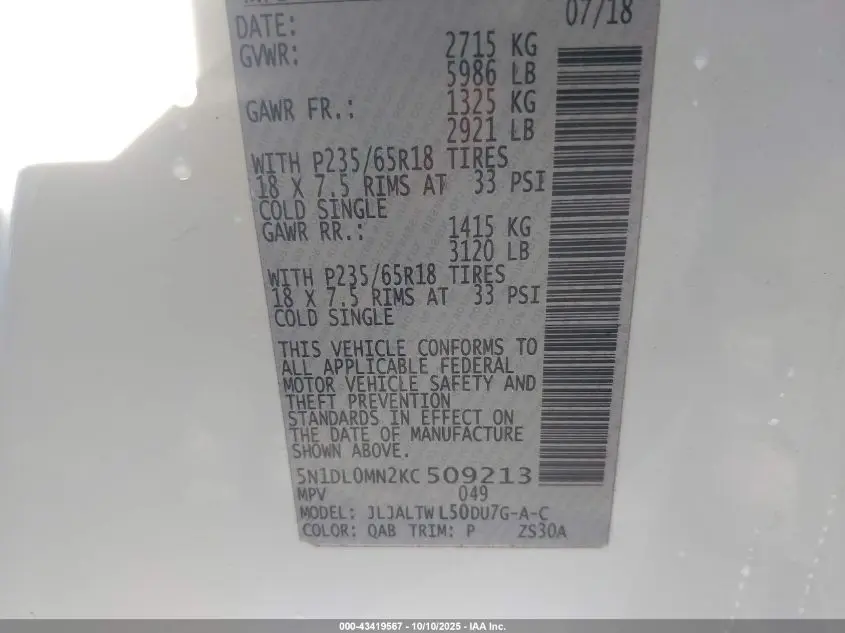 DATE: 07/18
GVWR: 2715 KG
5986 LB
GAWR FR.: 1325 KG
2921 LB
WITH P235/65R18 TIRES
18 X 7.5 RIMS AT 33 PSI
COLD SINGLE
GAWR RR.: 1415 KG
3120 LB
WITH P235/65R18 TIRES
18 X 7.5 RIMS AT 33 PSI
COLD SINGLE
THIS VEHICLE CONFORMS TO
ALL APPLICABLE FEDERAL
MOTOR VEHICLE SAFETY AND
THEFT PREVENTION
STANDARDS IN EFFECT ON
THE DATE OF MANUFACTURE
SHOWN ABOVE.
5N1DL0MN2KC509213
MPV 049
MODEL: JLJALTWL50DU7G-A-C
COLOR: QAB TRIM: P ZS30A
000-43419567 - 10/10/2025 - IAA Inc.